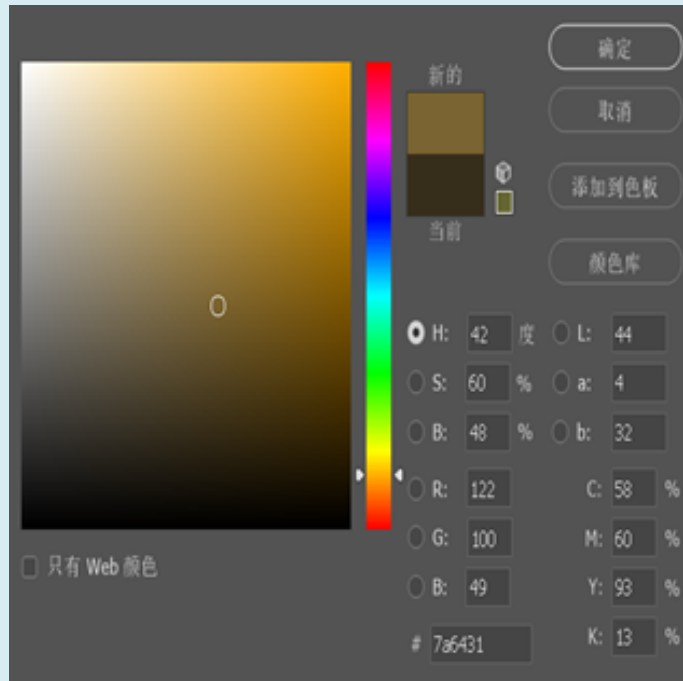 新的
当前
确定
取消
添加到色板
颜色库
H: 42 度
S: 60 %
B: 48 %
R: 122
G: 100
B: 49
# 7a6431
L: 44
a: 4
b: 32
C: 58 %
M: 60 %
Y: 93 %
K: 13 %
只有 Web 颜色